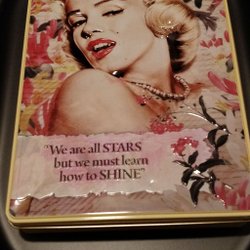 "We are all STARS
but we must learn
how to SHINE"